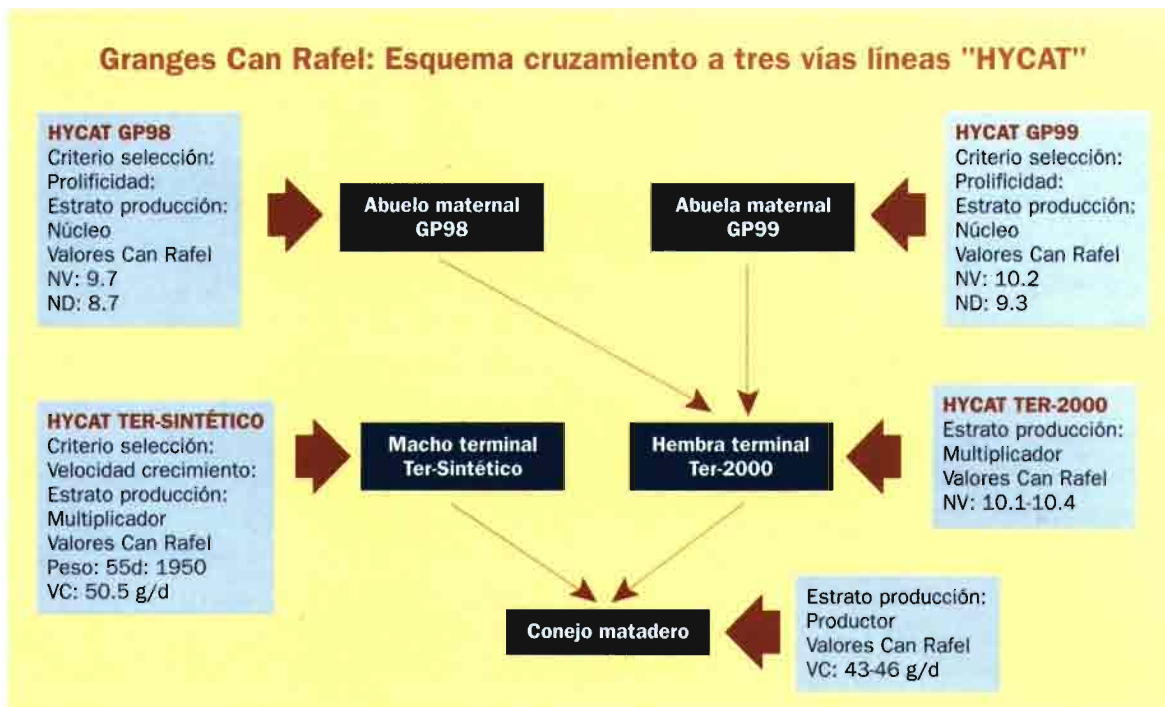 Granges Can Rafel: Esquema cruzamiento a tres vías líneas "HYCAT"
HYCAT GP98
Criterio selección:
Prolificidad:
Estrato producción:
Núcleo
Valores Can Rafel
NV: 9.7
ND: 8.7
Abuelo maternal
GP98
Abuela maternal
GP99
HYCAT GP99
Criterio selección:
Prolificidad:
Estrato producción:
Núcleo
Valores Can Rafel
NV: 10.2
ND: 9.3
HYCAT TER-SINTÉTICO
Criterio selección:
Velocidad crecimiento:
Estrato producción:
Multiplicador
Valores Can Rafel
Peso: 55d: 1950
VC: 50.5 g/d
Macho terminal
Ter-Sintético
Hembra terminal
Ter-2000
HYCAT TER-2000
Estrato producción:
Multiplicador
Valores Can Rafel
NV: 10.1-10.4
Conejo matadero
Estrato producción:
Productor
Valores Can Rafel
VC: 43-46 g/d